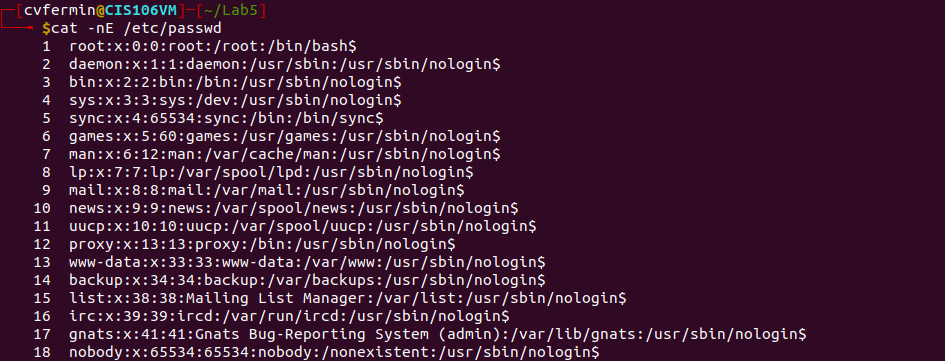 [cvfermin@CIS106VM]-[~/Lab5]
$cat -nE /etc/passwd
1 root:x:0:0:root:/root:/bin/bash$
2 daemon:x:1:1:daemon:/usr/sbin:/usr/sbin/nologin$
3 bin:x:2:2:bin:/bin:/usr/sbin/nologin$
4 sys:x:3:3:sys:/dev:/usr/sbin/nologin$
5 sync:x:4:65534:sync:/bin:/bin/sync$
6 games:x:5:60:games:/usr/games:/usr/sbin/nologin$
7 man:x:6:12:man:/var/cache/man:/usr/sbin/nologin$
8 lp:x:7:7:lp:/var/spool/lpd:/usr/sbin/nologin$
9 mail:x:8:8:mail:/var/mail:/usr/sbin/nologin$
10 news:x:9:9:news:/var/spool/news:/usr/sbin/nologin$
11 uucp:x:10:10:uucp:/var/spool/uucp:/usr/sbin/nologin$
12 proxy:x:13:13:proxy:/bin:/usr/sbin/nologin$
13 www-data:x:33:33:www-data:/var/www:/usr/sbin/nologin$
14 backup:x:34:34:backup:/var/backups:/usr/sbin/nologin$
15 list:x:38:38:Mailing List Manager:/var/list:/usr/sbin/nologin$
16 irc:x:39:39:ircd:/var/run/ircd:/usr/sbin/nologin$
17 gnats:x:41:41:Gnats Bug-Reporting System (admin):/var/lib/gnats:/usr/sbin/nologin$
18 nobody:x:65534:65534:nobody:/nonexistent:/usr/sbin/nologin$